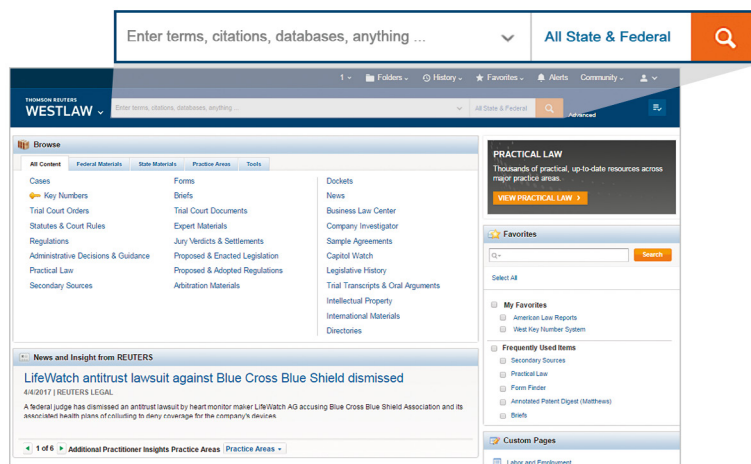 Enter terms, citations, databases, anything ... All State & Federal
1 Folders History Favorites Alerts Community
THOMSON REUTERS
WESTLAW Enter terms, citations, databases, anything ... All State & Federal Advanced
Browse
All Content Federal Materials State Materials Practice Areas Tools
Cases
Key Numbers
Trial Court Orders
Statutes & Court Rules
Regulations
Administrative Decisions & Guidance
Practical Law
Secondary Sources
Forms
Briefs
Trial Court Documents
Expert Materials
Jury Verdicts & Settlements
Proposed & Enacted Legislation
Proposed & Adopted Regulations
Arbitration Materials
Dockets
News
Business Law Center
Company Investigator
Sample Agreements
Capitol Watch
Legislative History
Trial Transcripts & Oral Arguments
Intellectual Property
International Materials
Directories
News and Insight from REUTERS
LifeWatch antitrust lawsuit against Blue Cross Blue Shield dismissed
4/4/2017 | REUTERS LEGAL
A federal judge has dismissed an antitrust lawsuit by heart monitor maker LifeWatch AG accusing Blue Cross Blue Shield Association and its
associated health plans of colluding to deny coverage for the company's devices.
1 of 6 Additional Practitioner Insights Practice Areas Practice Areas
PRACTICAL LAW
Thousands of practical, up-to-date resources across
major practice areas.
VIEW PRACTICAL LAW >
Favorites
Search
Select All
My Favorites
American Law Reports
West Key Number System
Frequently Used Items
Secondary Sources
Practical Law
Form Finder
Annotated Patent Digest (Matthews)
Briefs
Custom Pages
Labor and Employment